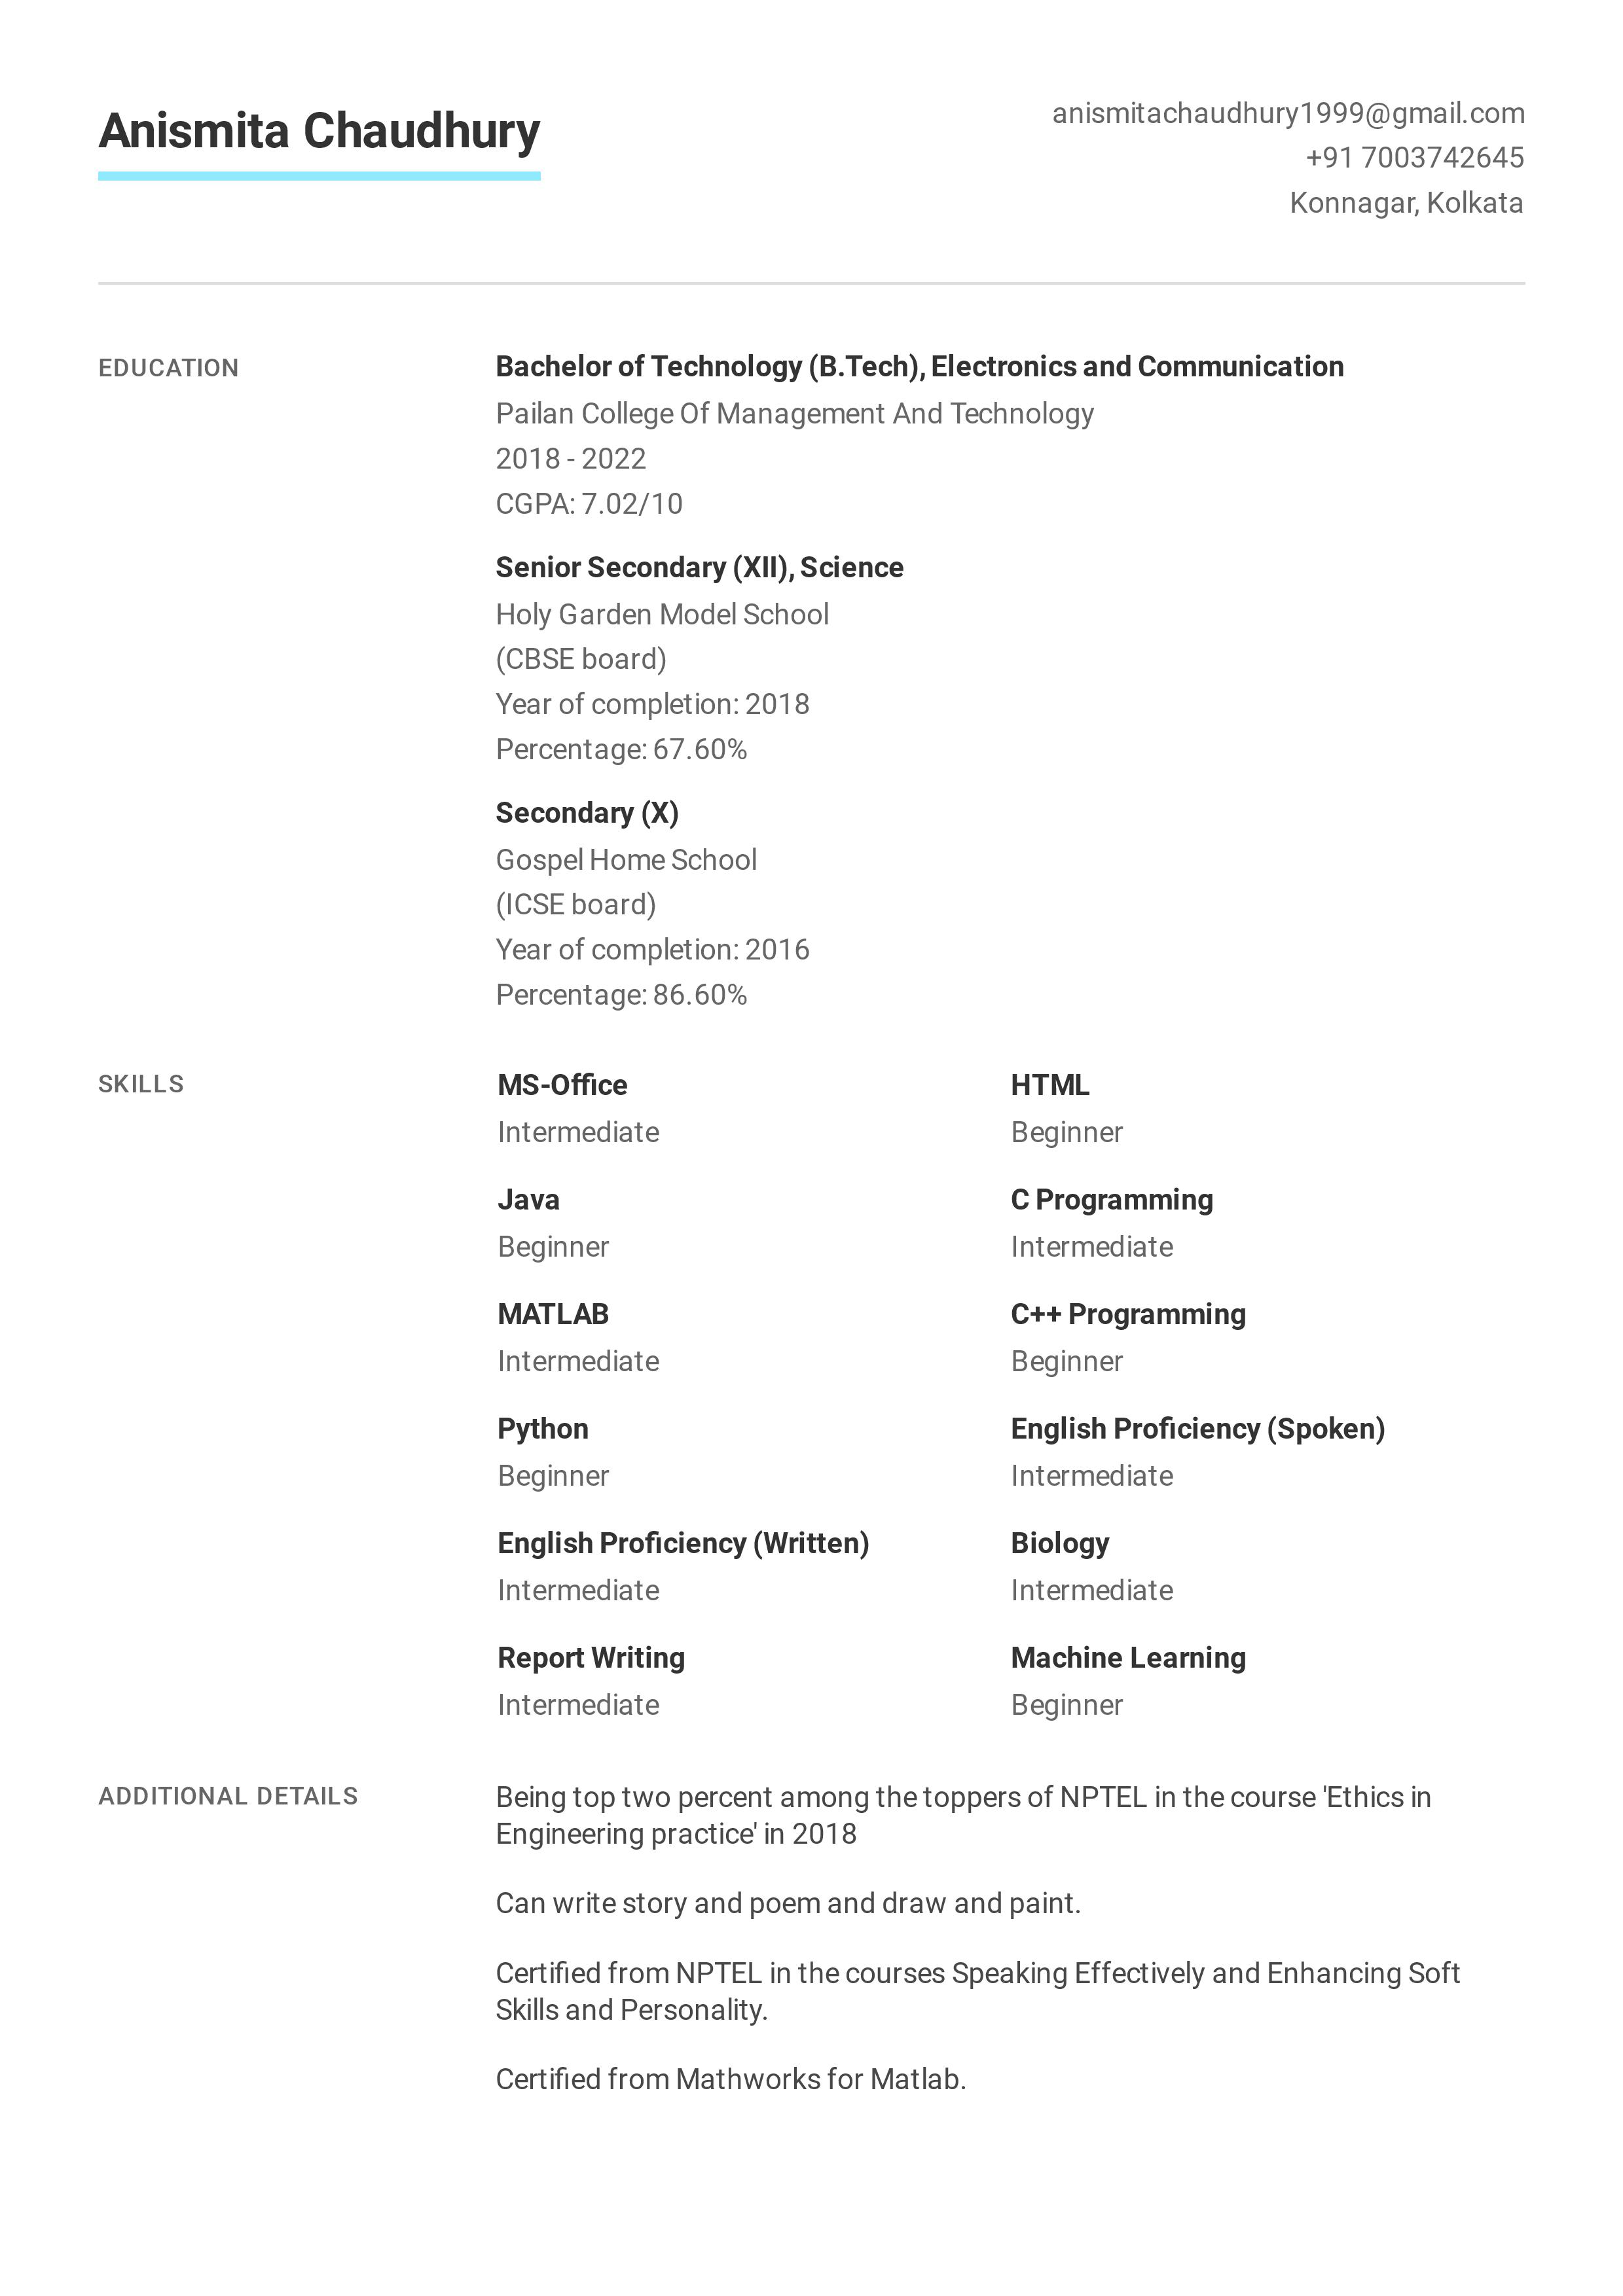 Anismita Chaudhury
anismitachaudhury1999@gmail.com
+91 7003742645
Konnagar, Kolkata
EDUCATION
Bachelor of Technology (B.Tech), Electronics and Communication
Pailan College Of Management And Technology
2018 - 2022
CGPA: 7.02/10
Senior Secondary (XII), Science
Holy Garden Model School
(CBSE board)
Year of completion: 2018
Percentage: 67.60%
Secondary (X)
Gospel Home School
(ICSE board)
Year of completion: 2016
Percentage: 86.60%
SKILLS
MS-Office
Intermediate
HTML
Beginner
Java
Beginner
C Programming
Intermediate
MATLAB
Intermediate
C++ Programming
Beginner
Python
Beginner
English Proficiency (Spoken)
Intermediate
English Proficiency (Written)
Intermediate
Biology
Intermediate
Report Writing
Intermediate
Machine Learning
Beginner
ADDITIONAL DETAILS
Being top two percent among the toppers of NPTEL in the course 'Ethics in
Engineering practice' in 2018
Can write story and poem and draw and paint.
Certified from NPTEL in the courses Speaking Effectively and Enhancing Soft
Skills and Personality.
Certified from Mathworks for Matlab.